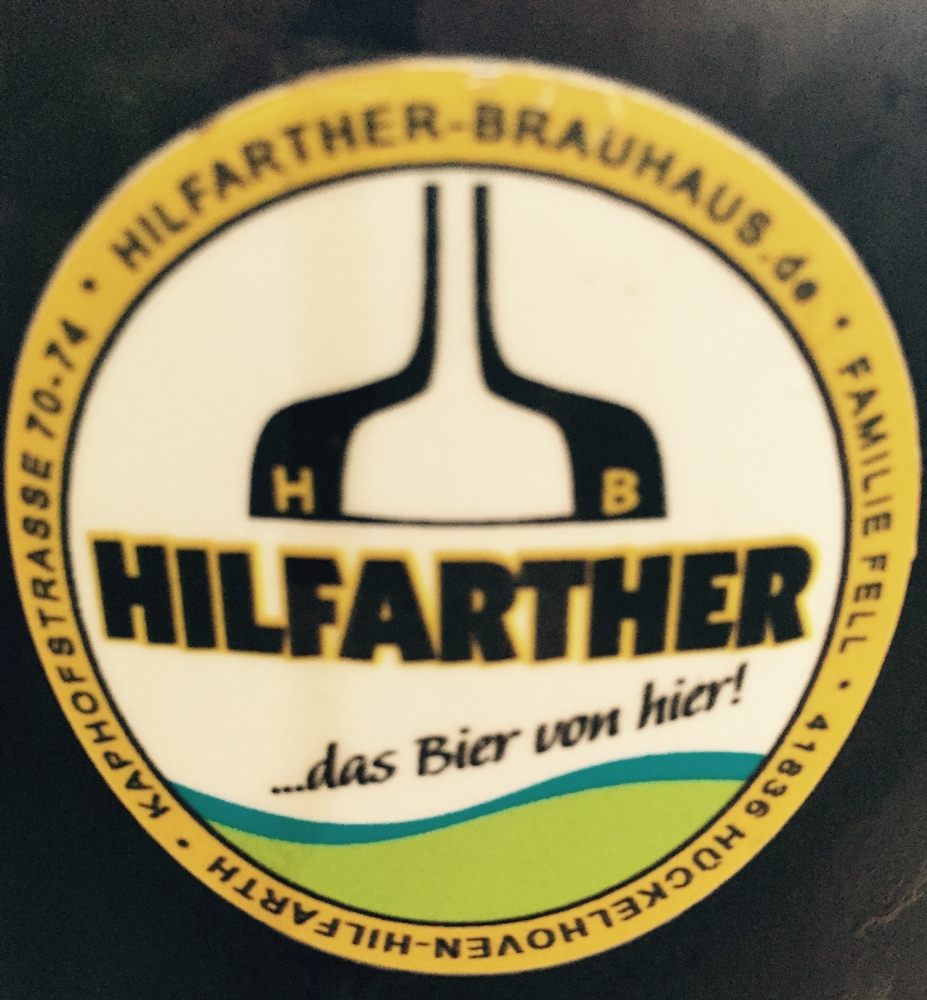 • HILFARTHER-BRAUHAUS.de • FAMILIE FELL • 41836 HÜCKELHOVEN-HILFARTH • KAPHOFSTRASSE 70-74
H B
HILFARTHER
...das Bier von hier!